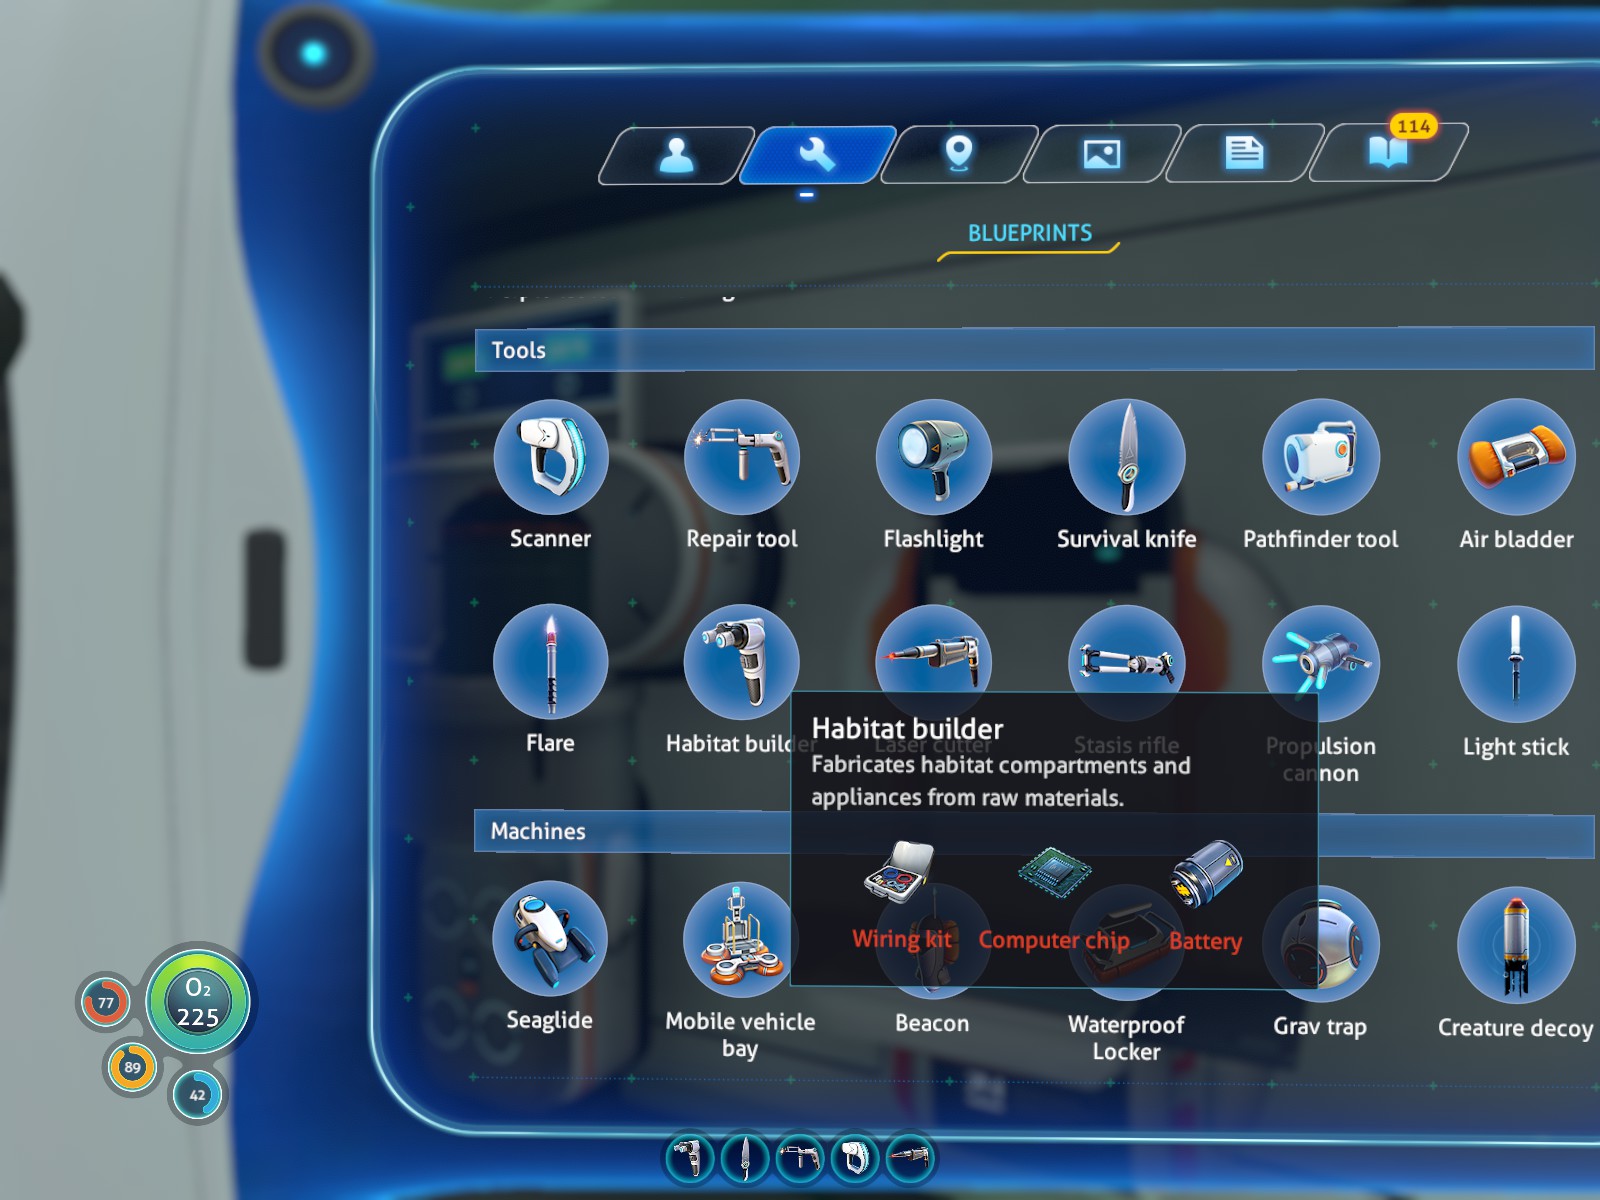 114
BLUEPRINTS
Tools
Scanner
Repair tool
Flashlight
Survival knife
Pathfinder tool
Air bladder
Flare
Habitat builder
Laser cutter
Stasis rifle
Propulsion
cannon
Light stick
Habitat builder
Fabricates habitat compartments and
appliances from raw materials.
Wiring kit
Computer chip
Battery
Machines
Seaglide
Mobile vehicle
bay
Beacon
Waterproof
Locker
Grav trap
Creature decoy
77
O₂
225
89
42